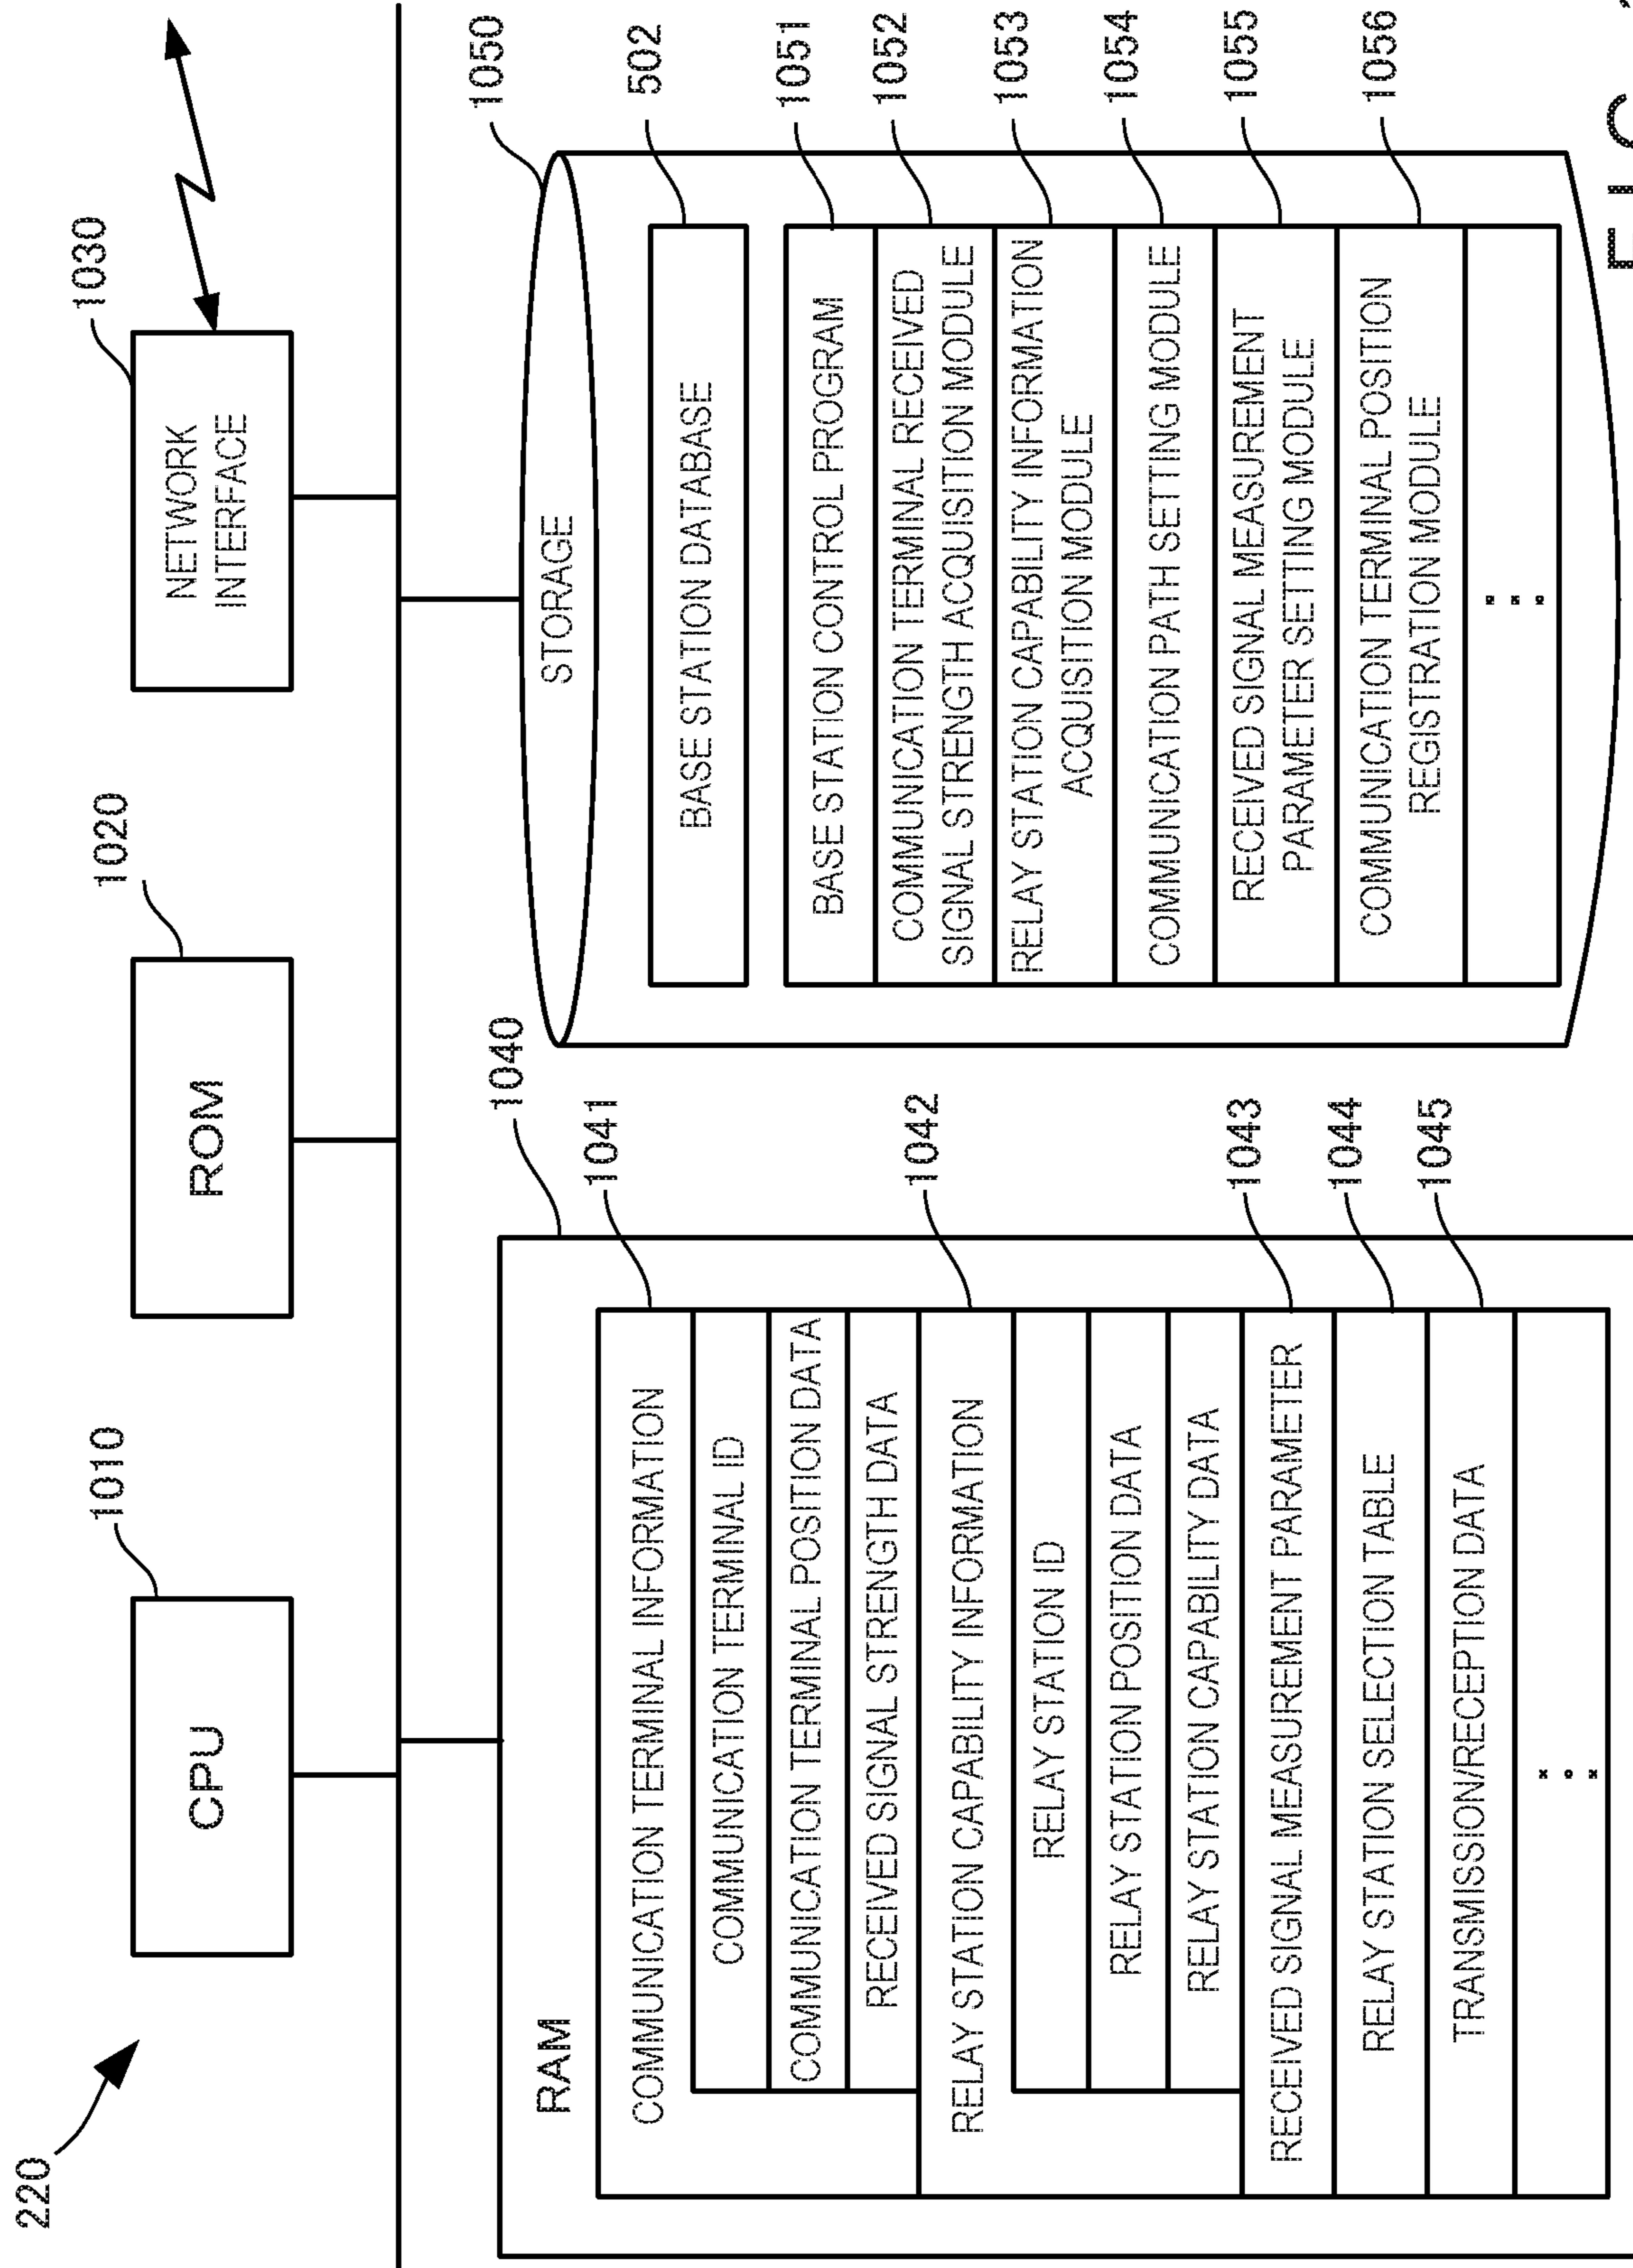 220
CPU
1010
ROM
1020
NETWORK
INTERFACE
1030
RAM
1040
COMMUNICATION TERMINAL INFORMATION
1041
COMMUNICATION TERMINAL ID
COMMUNICATION TERMINAL POSITION DATA
RECEIVED SIGNAL STRENGTH DATA
RELAY STATION CAPABILITY INFORMATION
1042
RELAY STATION ID
RELAY STATION POSITION DATA
RELAY STATION CAPABILITY DATA
RECEIVED SIGNAL MEASUREMENT PARAMETER
1043
RELAY STATION SELECTION TABLE
1044
TRANSMISSION/RECEPTION DATA
1045
STORAGE
1050
BASE STATION DATABASE
502
BASE STATION CONTROL PROGRAM
1051
COMMUNICATION TERMINAL RECEIVED
SIGNAL STRENGTH ACQUISITION MODULE
1052
RELAY STATION CAPABILITY INFORMATION
ACQUISITION MODULE
1053
COMMUNICATION PATH SETTING MODULE
1054
RECEIVED SIGNAL MEASUREMENT
PARAMETER SETTING MODULE
1055
COMMUNICATION TERMINAL POSITION
REGISTRATION MODULE
1056